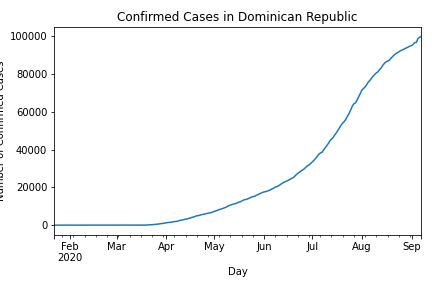 Confirmed Cases in Dominican Republic
100000
80000
60000
40000
20000
0
Number of Confirmed Cases
Feb
2020
Mar
Apr
May
Jun
Jul
Aug
Sep
Day